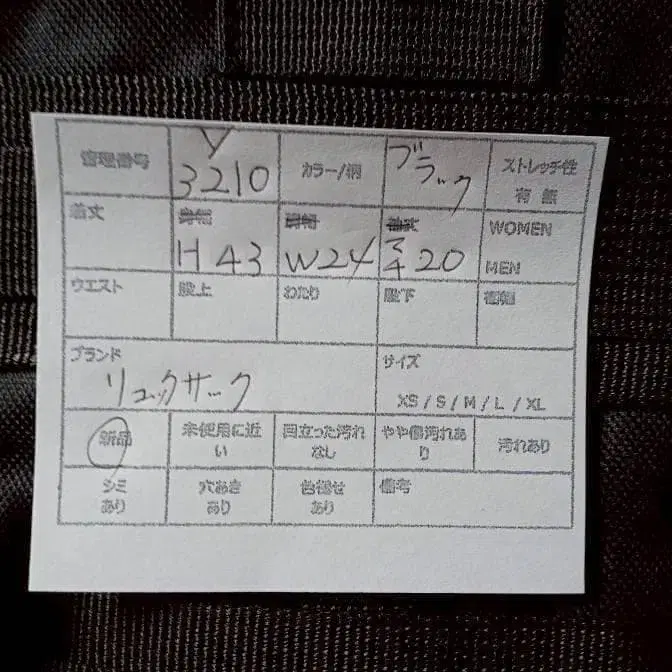 管理番号 Y 3210 カラー/柄 ブラック ストレッチ性 有 無
着丈 身幅 H 43 肩幅 W 24 袖丈 マチ 20 WOMEN MEN
ウエスト 股上 わたり 股下 裾幅
ブランド リュックサック サイズ XS / S / M / L / XL
新品 未使用に近い 目立った汚れなし やや傷汚れあり 汚れあり
シミあり 穴あきあり 色褪せあり 備考